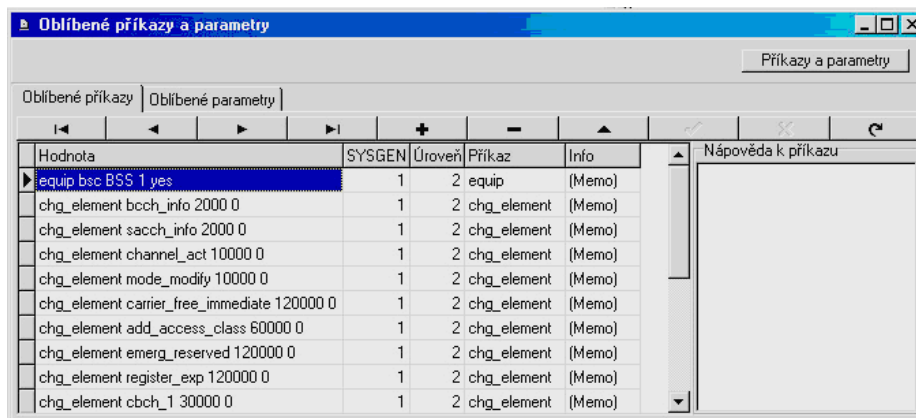 Oblíbené příkazy a parametry
Příkazy a parametry
Oblíbené příkazy Oblíbené parametry
Hodnota SYSGEN Úroveň Příkaz Info Nápověda k příkazu
equip bsc BSS 1 yes 1 2 equip (Memo)
chg_element bcch_info 2000 0 1 2 chg_element (Memo)
chg_element sacch_info 2000 0 1 2 chg_element (Memo)
chg_element channel_act 10000 0 1 2 chg_element (Memo)
chg_element mode_modify 10000 0 1 2 chg_element (Memo)
chg_element carrier_free_immediate 120000 0 1 2 chg_element (Memo)
chg_element add_access_class 60000 0 1 2 chg_element (Memo)
chg_element emerg_reserved 120000 0 1 2 chg_element (Memo)
chg_element register_exp 120000 0 1 2 chg_element (Memo)
chg_element cbch_1 30000 0 1 2 chg_element (Memo)